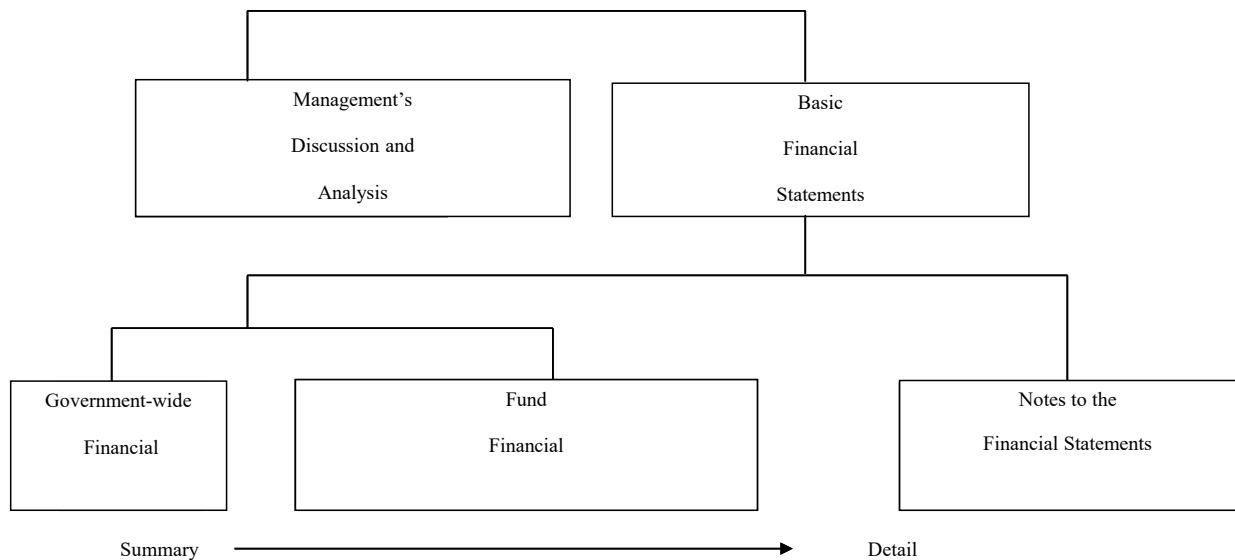 Management’s
Discussion and
Analysis
Basic
Financial
Statements
Government-wide
Financial
Fund
Financial
Notes to the
Financial Statements
Summary
Detail